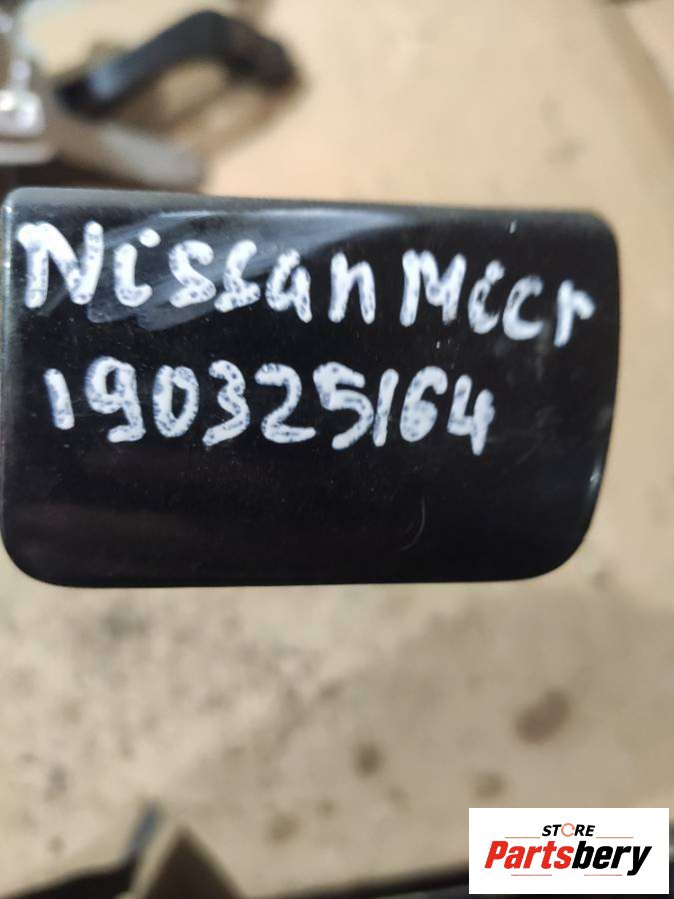 Nissan Micr
190325164
STORE
Partsbery